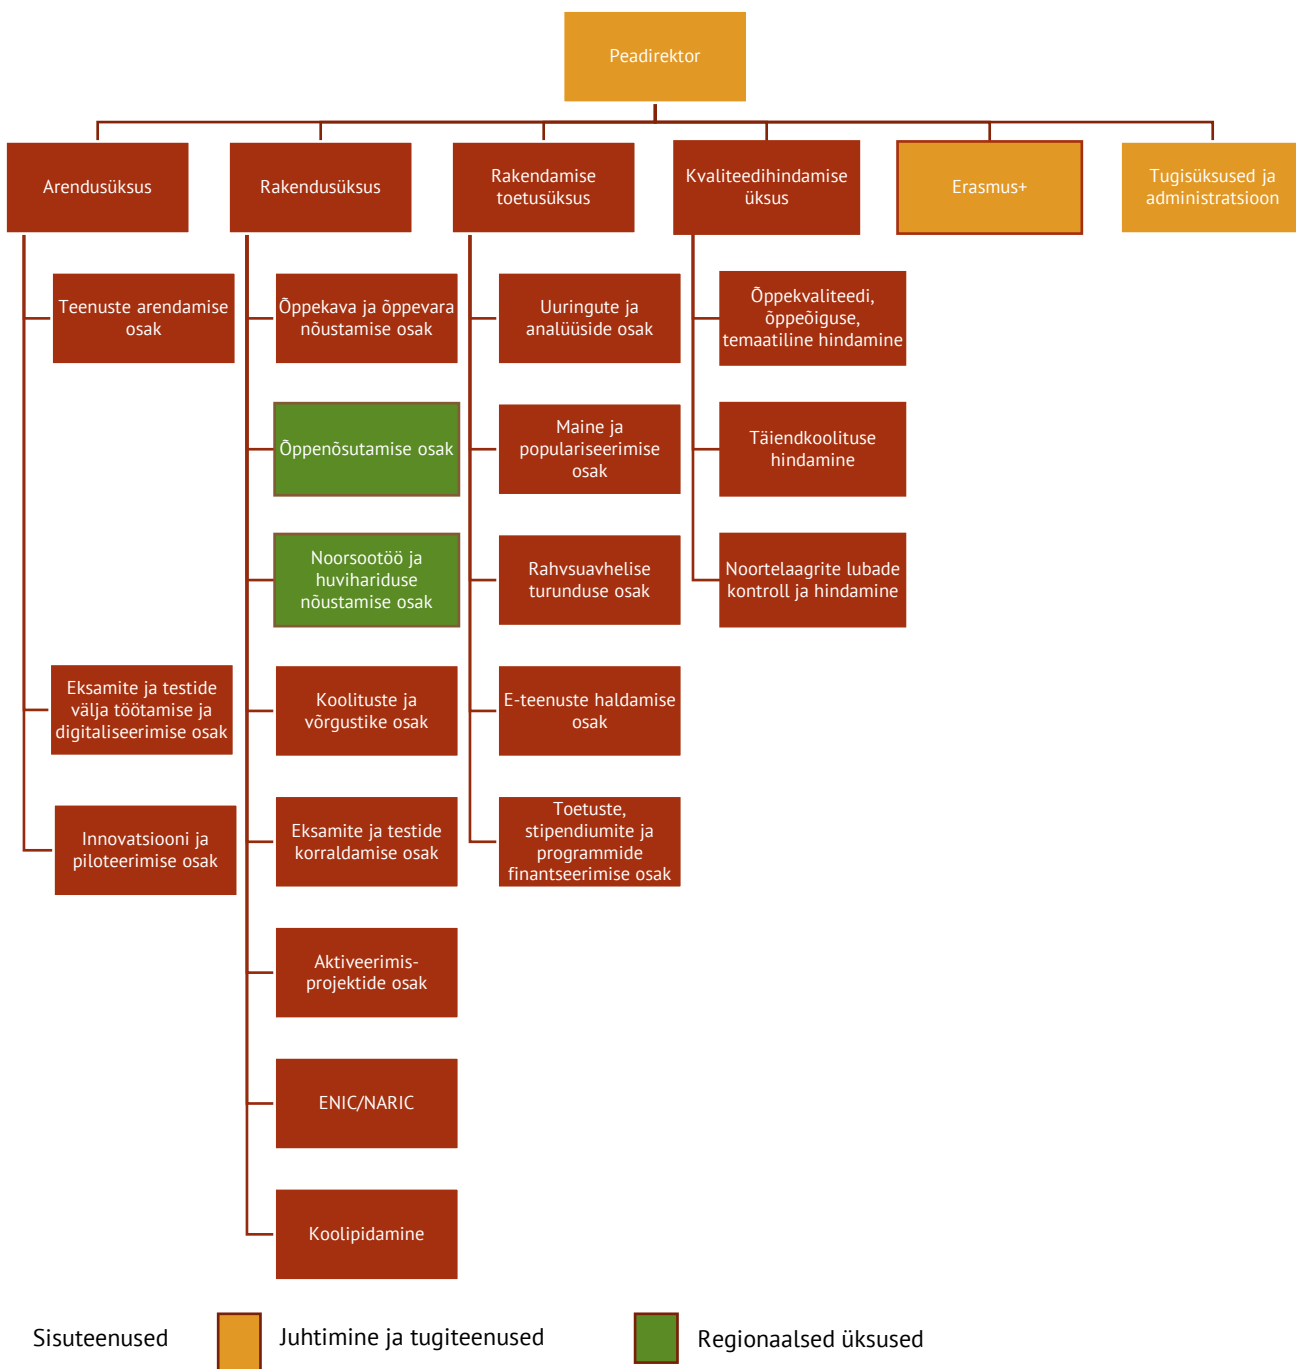 Peadirektor
Arendusüksus
Rakendusüksus
Rakendamise
toetusüksus
Kvaliteedihindamise
üksus
Erasmus+
Tugisüksused ja
administratsioon
Teenuste arendamise
osak
Õppekava ja õppevara
nõustamise osak
Uuringute ja
analüüside osak
Õppekvaliteedi,
õppeõiguse,
temaatiline hindamine
Õppenõsutamise osak
Maine ja
populariseerimise
osak
Täiendkoolituse
hindamine
Noorsootöö ja
huvihariduse
nõustamise osak
Rahvsuavhelise
turunduse osak
Noortelaagrite lubade
kontroll ja hindamine
Eksamite ja testide
välja töötamise ja
digitaliseerimise osak
Koolituste ja
võrgustike osak
E-teenuste haldamise
osak
Innovatsiooni ja
piloteerimise osak
Eksamite ja testide
korraldamise osak
Toetuste,
stipendiumite ja
programmide
finantseerimise osak
Aktiveerimis-
projektide osak
ENIC/NARIC
Koolipidamine
Sisuteenused
Juhtimine ja tugiteenused
Regionaalsed üksused